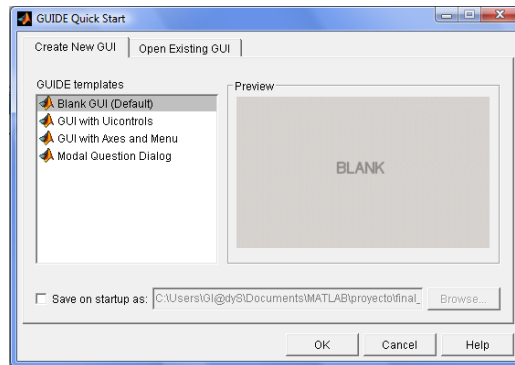 GUIDE Quick Start
Create New GUI
Open Existing GUI
GUIDE templates
Blank GUI (Default)
GUI with Uicontrols
GUI with Axes and Menu
Modal Question Dialog
Preview
BLANK
Save on startup as:
C:\Users\Gl@dyS\Documents\MATLAB\proyecto\final_
Browse...
OK
Cancel
Help